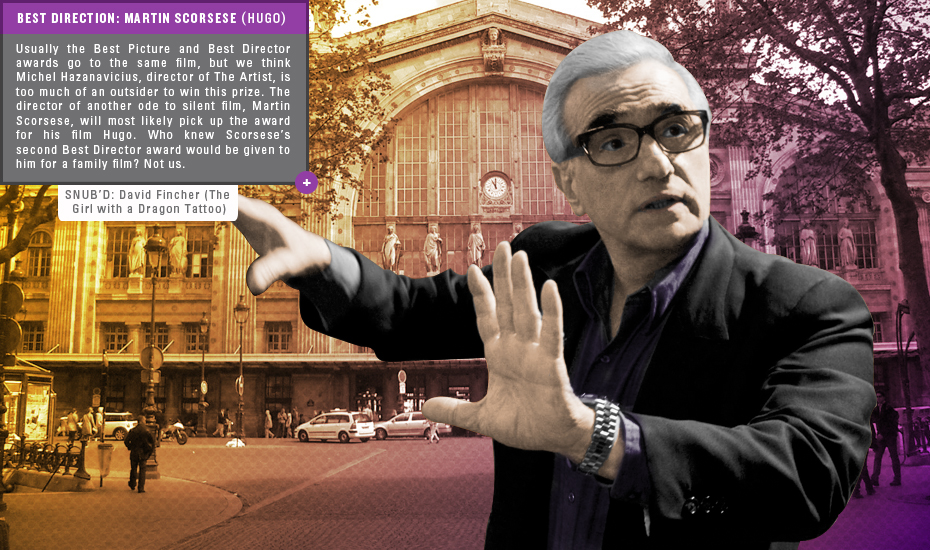 BEST DIRECTION: MARTIN SCORSESE (HUGO)
Usually the Best Picture and Best Director
awards go to the same film, but we think
Michel Hazanavicius, director of The Artist, is
too much of an outsider to win this prize. The
director of another ode to silent film, Martin
Scorsese, will most likely pick up the award
for his film Hugo. Who knew Scorsese's
second Best Director award would be given to
him for a family film? Not us.
+
SNUB'D: David Fincher (The
Girl with a Dragon Tattoo)